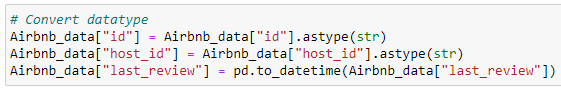 # Convert datatype
Airbnb_data["id"] = Airbnb_data["id"].astype(str)
Airbnb_data["host_id"] = Airbnb_data["host_id"].astype(str)
Airbnb_data["last_review"] = pd.to_datetime(Airbnb_data["last_review"])